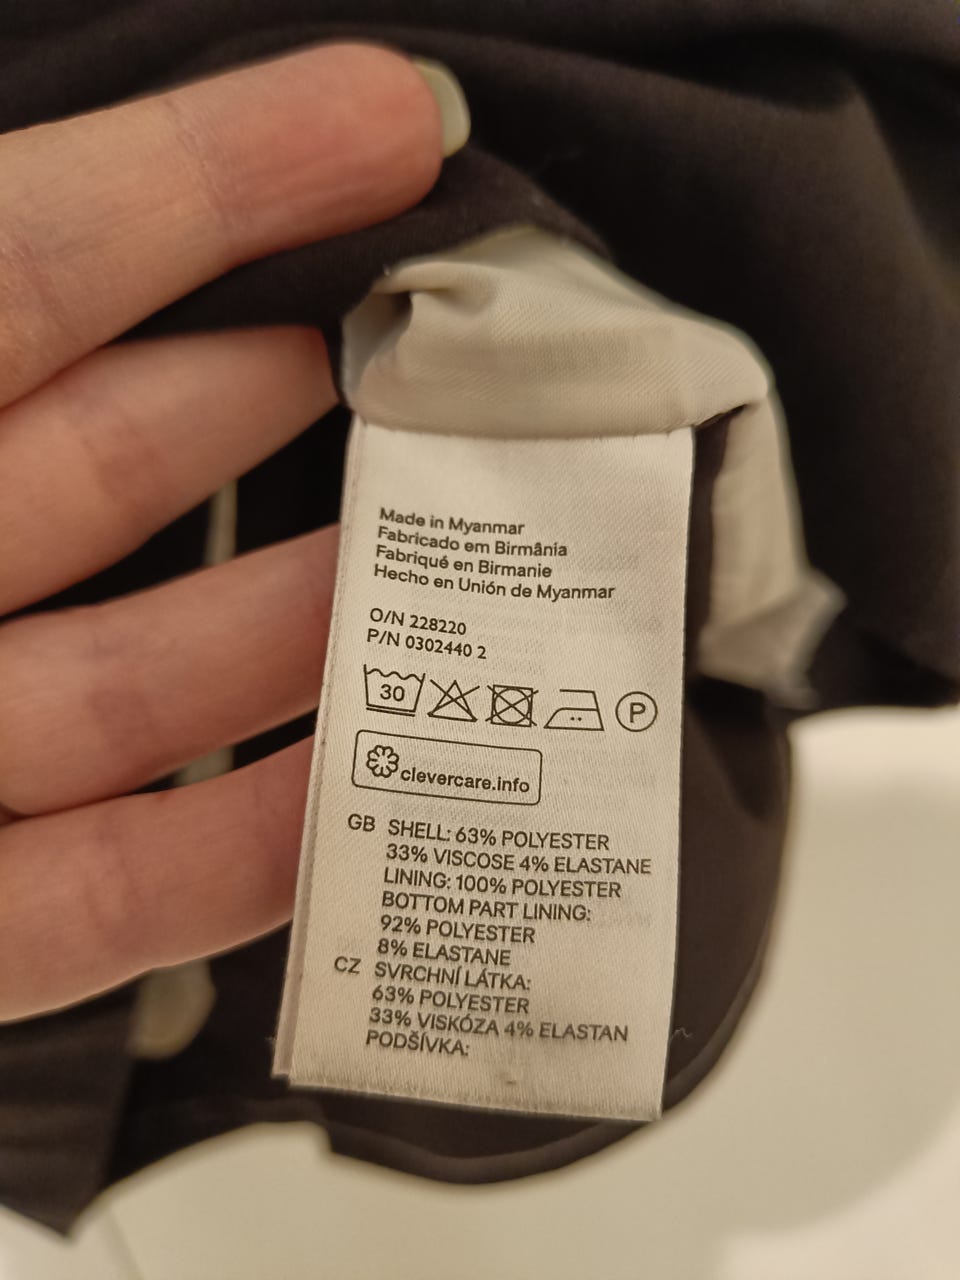 Made in Myanmar
Fabricado em Birmânia
Fabriqué en Birmanie
Hecho en Unión de Myanmar
O/N 228220
P/N 0302440 2
30 P
clevercare.info
GB SHELL: 63% POLYESTER
33% VISCOSE 4% ELASTANE
LINING: 100% POLYESTER
BOTTOM PART LINING:
92% POLYESTER
8% ELASTANE
CZ SVRCHNÍ LÁTKA:
63% POLYESTER
33% VISKÓZA 4% ELASTAN
PODŠÍVKA: